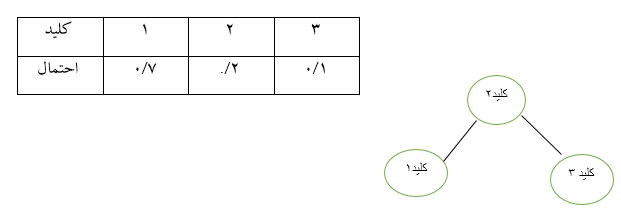 کلید ۱ ۲ ۳
احتمال ۰/۷ ./۲ ۰/۱
کلید۲
کلید۱
کلید ۳